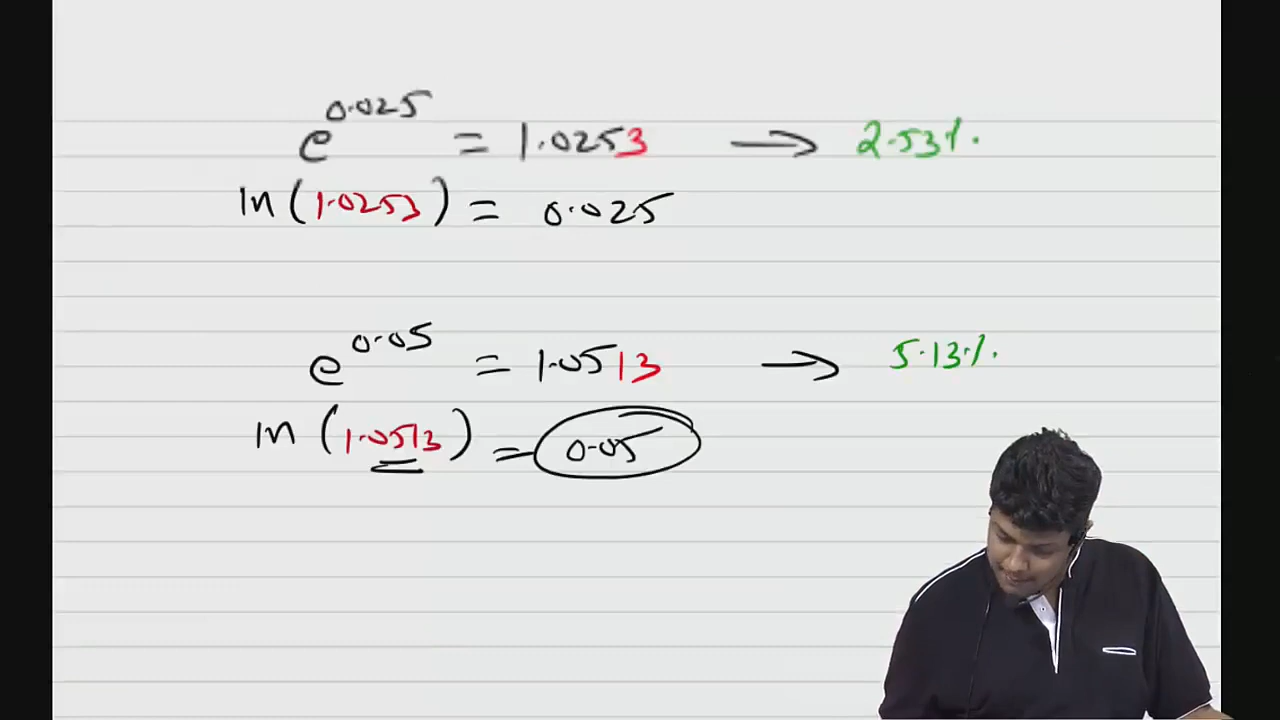 e^0.025 = 1.0253 → 2.53%.
ln(1.0253) = 0.025
e^0.05 = 1.0513 → 5.13%.
ln(1.0513) = 0.05